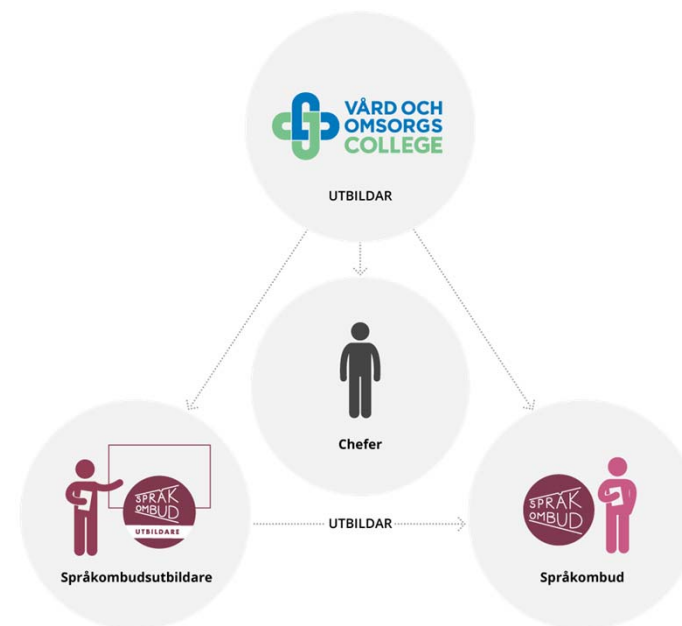 VÅRD OCH
OMSORGS
COLLEGE
UTBILDAR
Chefer
SPRÅK
OMBUD
UTBILDARE
Språkombudsutbildare
UTBILDAR
SPRÅK
OMBUD
Språkombud